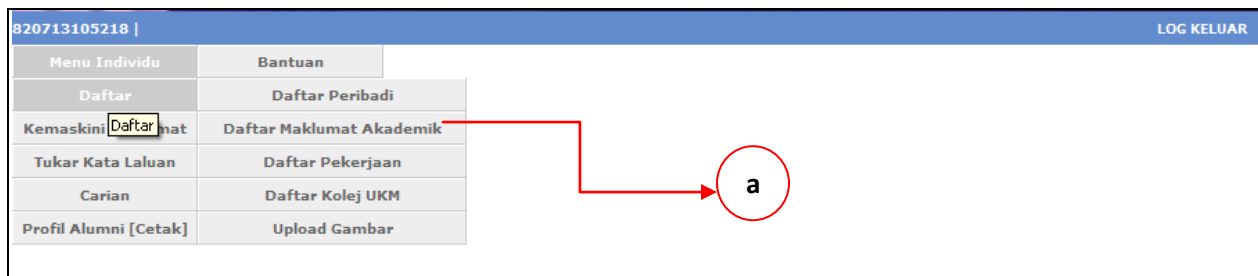 820713105218 | LOG KELUAR
Menu Individu Bantuan
Daftar Daftar Peribadi
Kemaskini Daftar mat Daftar Maklumat Akademik
Tukar Kata Laluan Daftar Pekerjaan
a
Carian Daftar Kolej UKM
Profil Alumni [Cetak] Upload Gambar